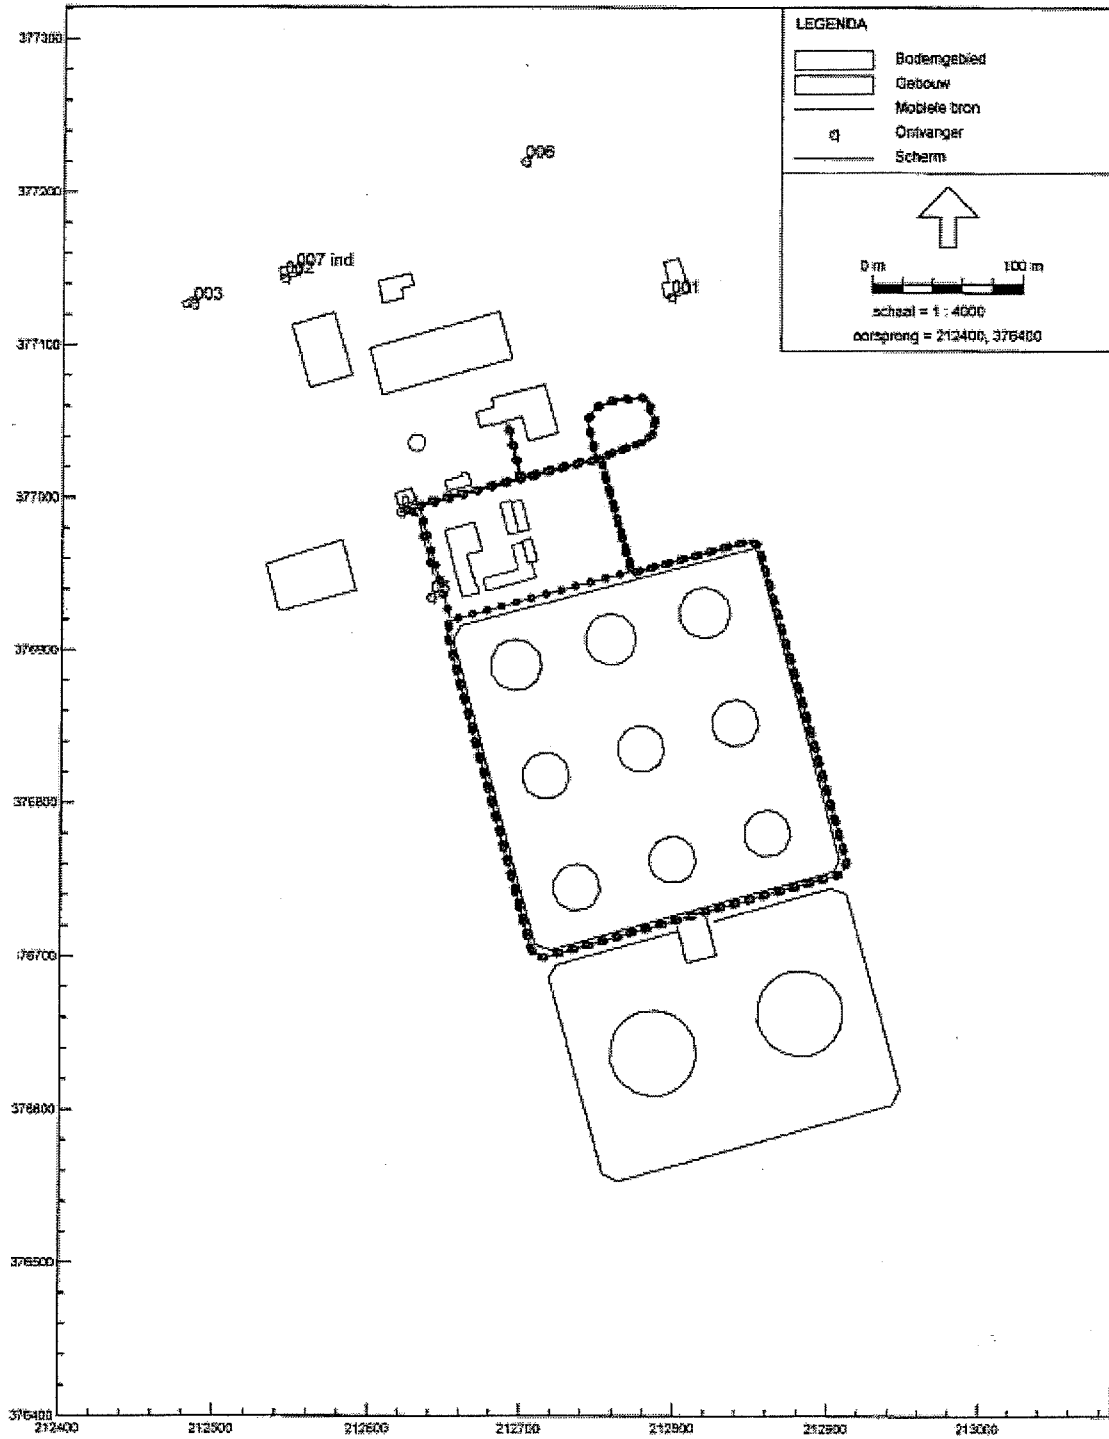 LEGENDA
Bodemgebied
Gebouw
Mobiele bron
Ontvanger
Scherm
0 m 100 m
schaal = 1 : 4000
oorsprong = 212400, 376400
377300
377200
377100
377000
376900
376800
376700
376600
376500
376400
006
007 ind
002
003
001
212400 212500 212600 212700 212800 212900 213000